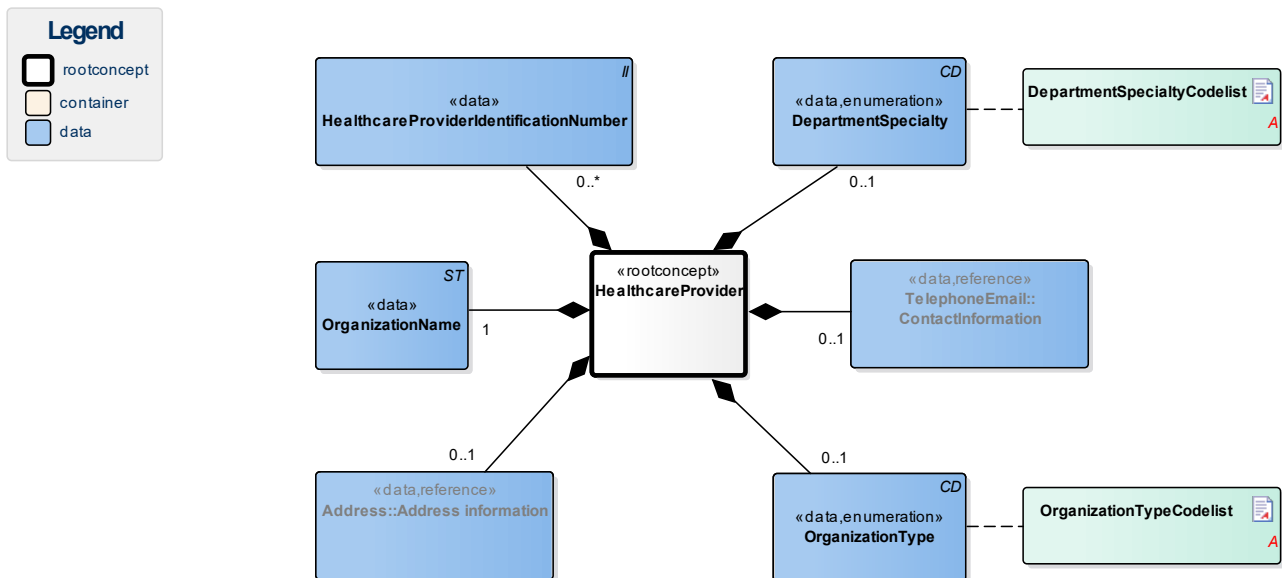 Legend
rootconcept
container
data
II
«data»
HealthcareProviderIdentificationNumber
0..*
CD
«data,enumeration»
DepartmentSpecialty
0..1
DepartmentSpecialtyCodelist
A
ST
«data»
OrganizationName
1
«rootconcept»
HealthcareProvider
«data,reference»
TelephoneEmail::
ContactInformation
0..1
0..1
«data,reference»
Address::Address information
0..1
CD
«data,enumeration»
OrganizationType
OrganizationTypeCodelist
A